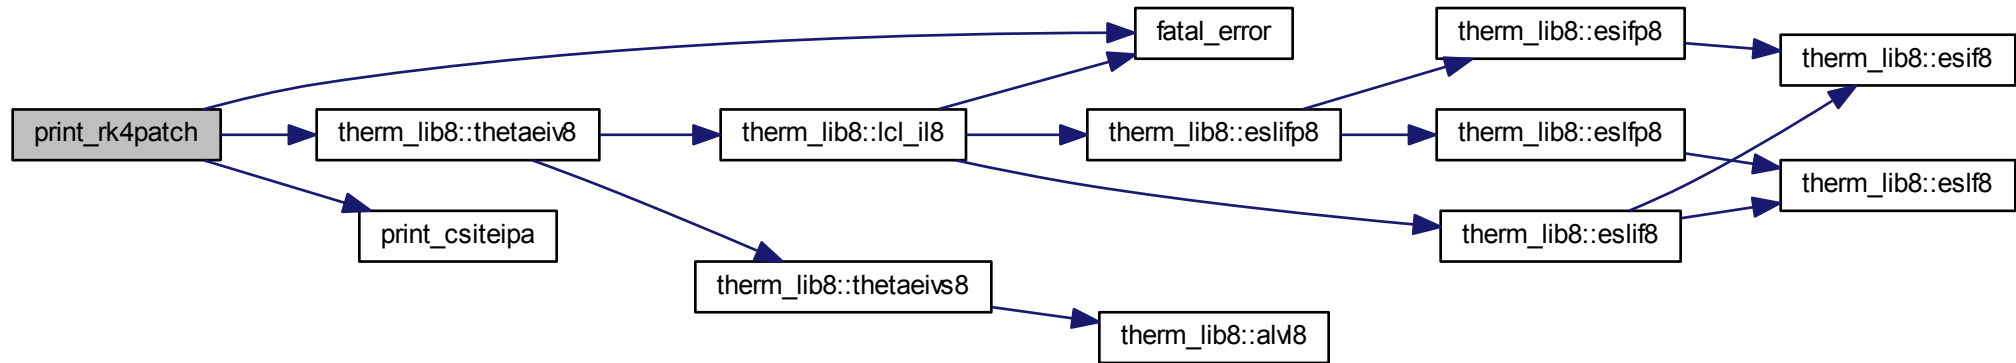 print_rk4patch
fatal_error
therm_lib8::thetaeiv8
print_csiteipa
therm_lib8::lcl_il8
therm_lib8::thetaeivs8
therm_lib8::eslifp8
therm_lib8::alvl8
therm_lib8::esifp8
therm_lib8::eslfp8
therm_lib8::eslif8
therm_lib8::esif8
therm_lib8::eslf8